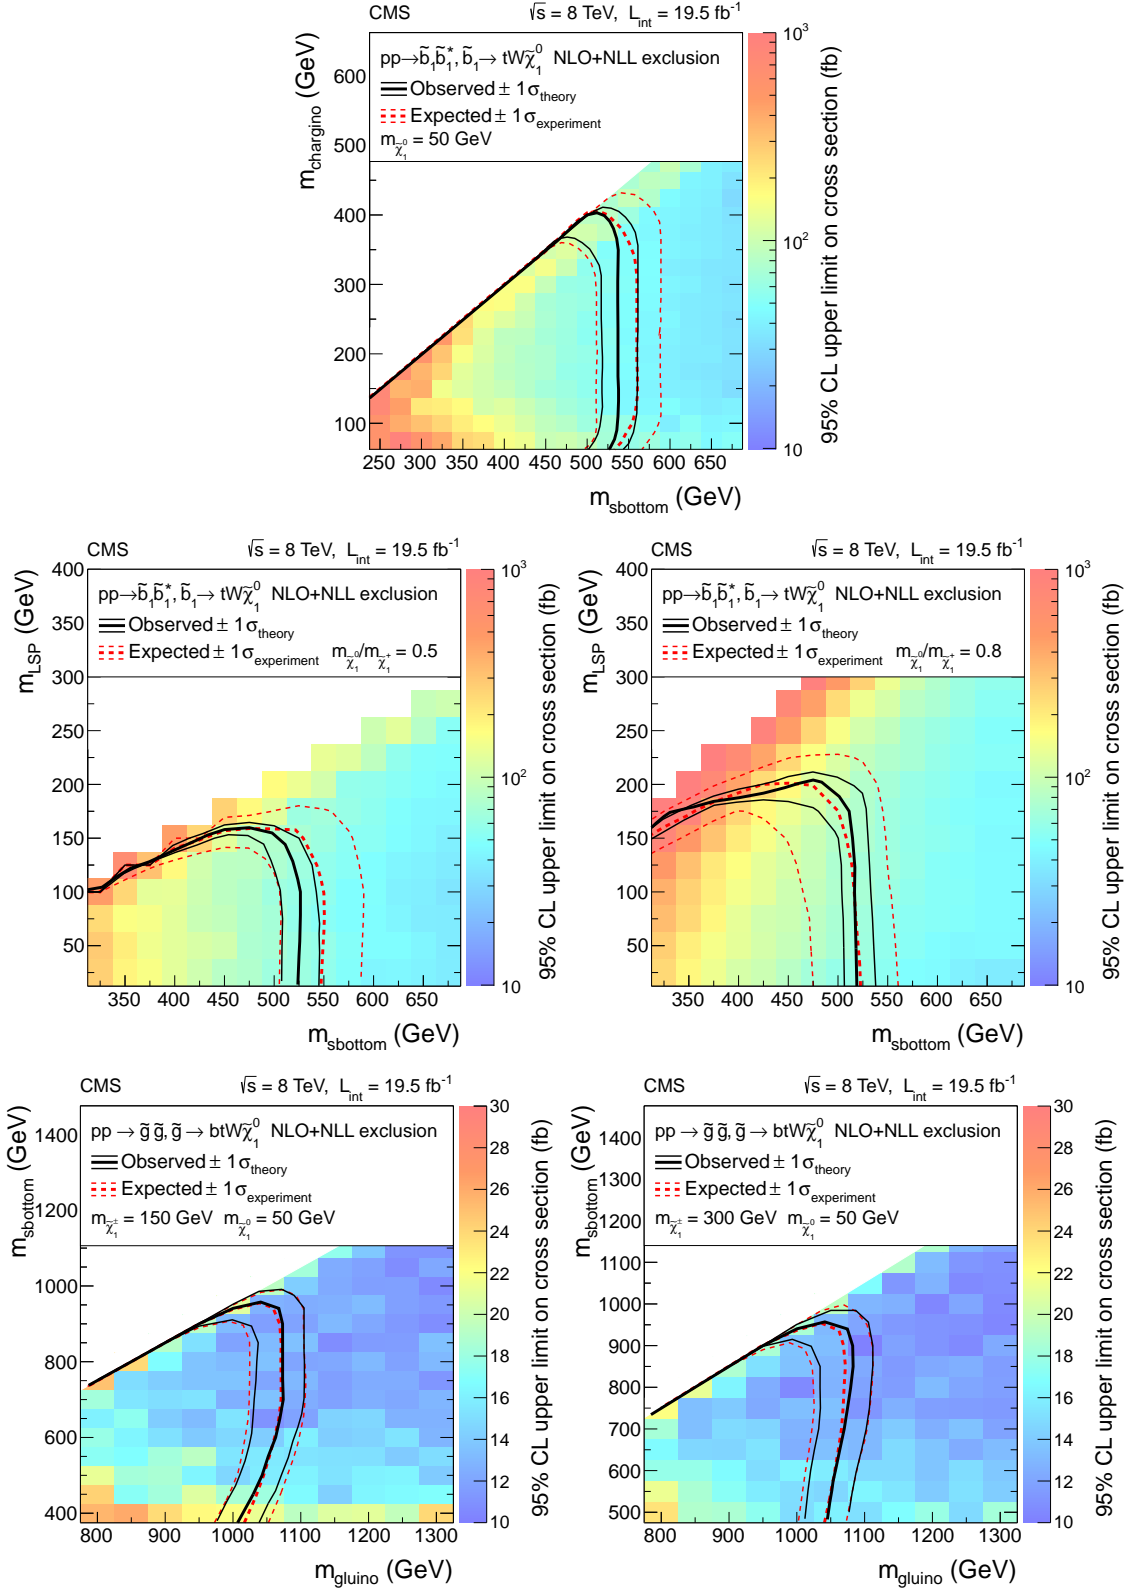 CMS √s = 8 TeV, L_int = 19.5 fb⁻¹
pp→b̃₁b̃₁*, b̃₁→ tWχ̃₁⁰ NLO+NLL exclusion
Observed ± 1σ_theory
Expected ± 1σ_experiment
m_χ̃₁⁰ = 50 GeV
m_chargino (GeV)
600
500
400
300
200
100
250 300 350 400 450 500 550 600 650
m_sbottom (GeV)
10³
10²
10
95% CL upper limit on cross section (fb)
CMS √s = 8 TeV, L_int = 19.5 fb⁻¹
pp→b̃₁b̃₁*, b̃₁→ tWχ̃₁⁰ NLO+NLL exclusion
Observed ± 1σ_theory
Expected ± 1σ_experiment m_χ̃₁⁰/m_χ̃₁⁺ = 0.5
m_LSP (GeV)
400
350
300
250
200
150
100
50
350 400 450 500 550 600 650
m_sbottom (GeV)
10³
10²
10
95% CL upper limit on cross section (fb)
CMS √s = 8 TeV, L_int = 19.5 fb⁻¹
pp→b̃₁b̃₁*, b̃₁→ tWχ̃₁⁰ NLO+NLL exclusion
Observed ± 1σ_theory
Expected ± 1σ_experiment m_χ̃₁⁰/m_χ̃₁⁺ = 0.8
m_LSP (GeV)
400
350
300
250
200
150
100
50
350 400 450 500 550 600 650
m_sbottom (GeV)
10³
10²
10
95% CL upper limit on cross section (fb)
CMS √s = 8 TeV, L_int = 19.5 fb⁻¹
pp → g̃ g̃, g̃ → btWχ̃₁⁰ NLO+NLL exclusion
Observed ± 1σ_theory
Expected ± 1σ_experiment
m_χ̃₁± = 150 GeV m_χ̃₁⁰ = 50 GeV
m_sbottom (GeV)
1400
1200
1000
800
600
400
800 900 1000 1100 1200 1300
m_gluino (GeV)
30
28
26
24
22
20
18
16
14
12
10
95% CL upper limit on cross section (fb)
CMS √s = 8 TeV, L_int = 19.5 fb⁻¹
pp → g̃ g̃, g̃ → btWχ̃₁⁰ NLO+NLL exclusion
Observed ± 1σ_theory
Expected ± 1σ_experiment
m_χ̃₁± = 300 GeV m_χ̃₁⁰ = 50 GeV
m_sbottom (GeV)
1400
1300
1200
1100
1000
900
800
700
600
500
800 900 1000 1100 1200 1300
m_gluino (GeV)
30
28
26
24
22
20
18
16
14
12
10
95% CL upper limit on cross section (fb)